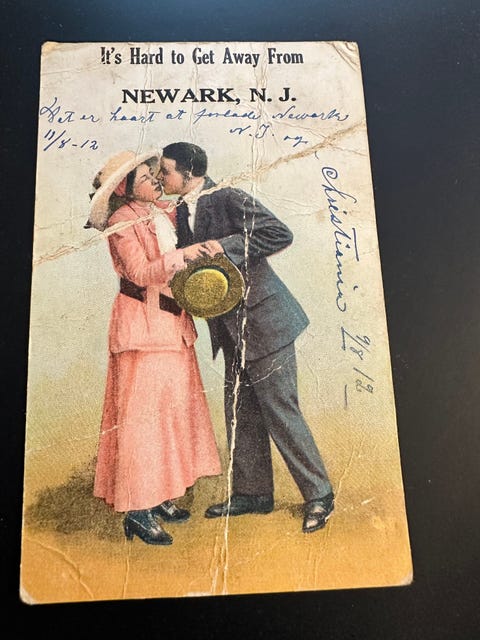 It's Hard to Get Away From
NEWARK, N. J.
Det er haart at forlade Newark
N. J. og
11/8-12
Christiania 9/8 12